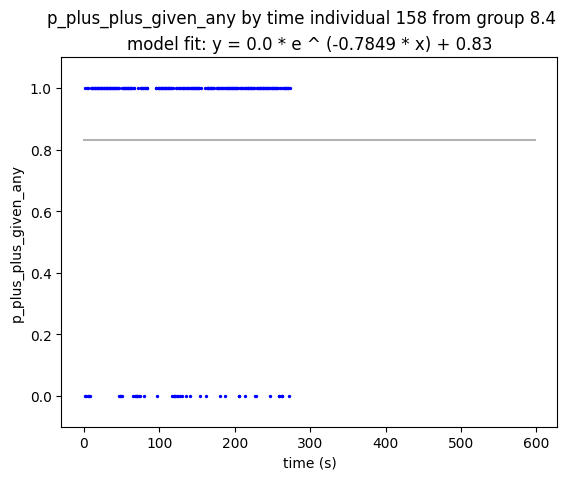 p_plus_plus_given_any by time individual 158 from group 8.4
model fit: y = 0.0 * e ^ (-0.7849 * x) + 0.83
p_plus_plus_given_any
1.0
0.8
0.6
0.4
0.2
0.0
0 100 200 300 400 500 600
time (s)